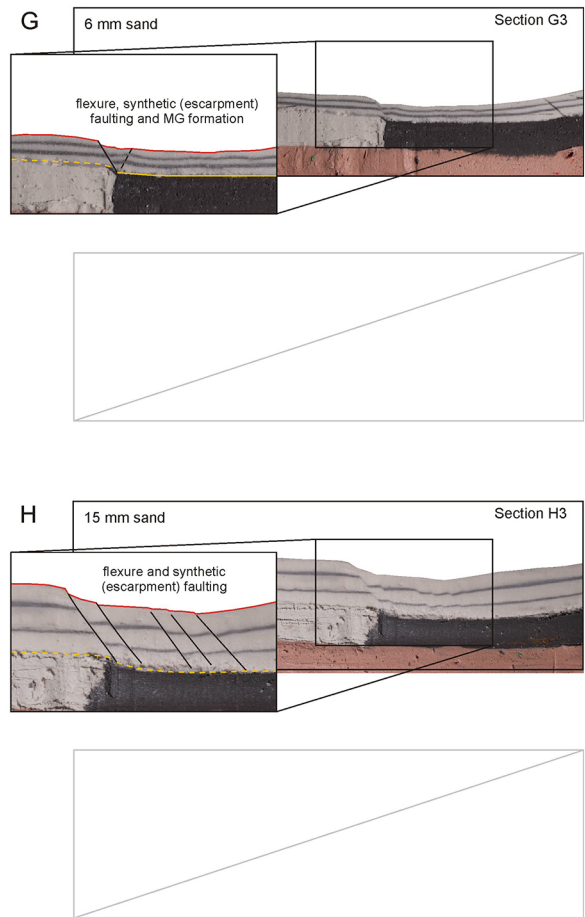 G
6 mm sand
Section G3
flexure, synthetic (escarpment)
faulting and MG formation
H
15 mm sand
Section H3
flexure and synthetic
(escarpment) faulting